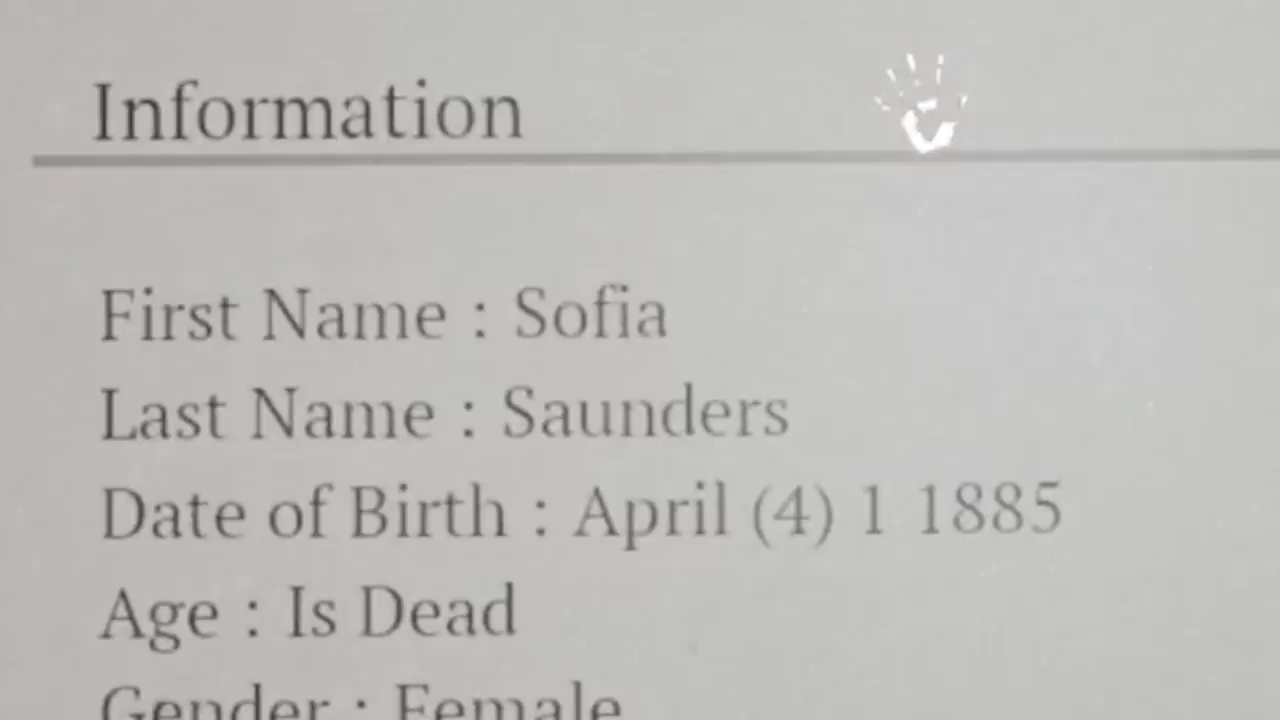 Information
First Name : Sofia
Last Name : Saunders
Date of Birth : April (4) 1 1885
Age : Is Dead
Gender : Female